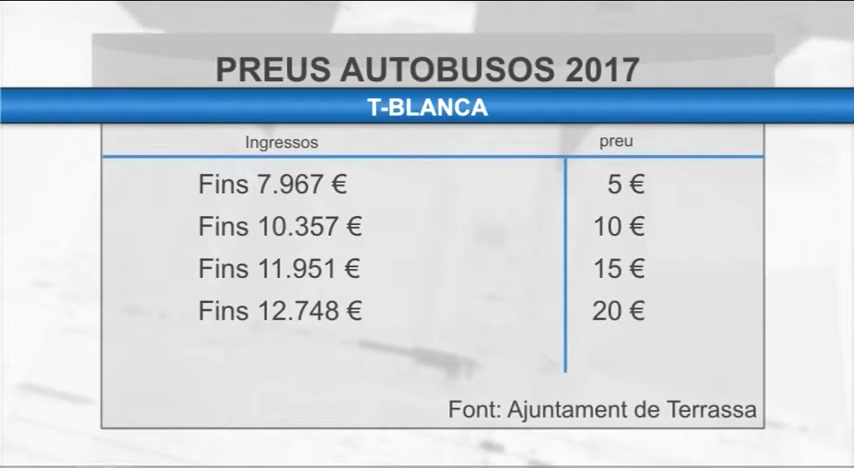 PREUS AUTOBUSOS 2017
T-BLANCA
Ingressos preu
Fins 7.967 € 5 €
Fins 10.357 € 10 €
Fins 11.951 € 15 €
Fins 12.748 € 20 €
Font: Ajuntament de Terrassa